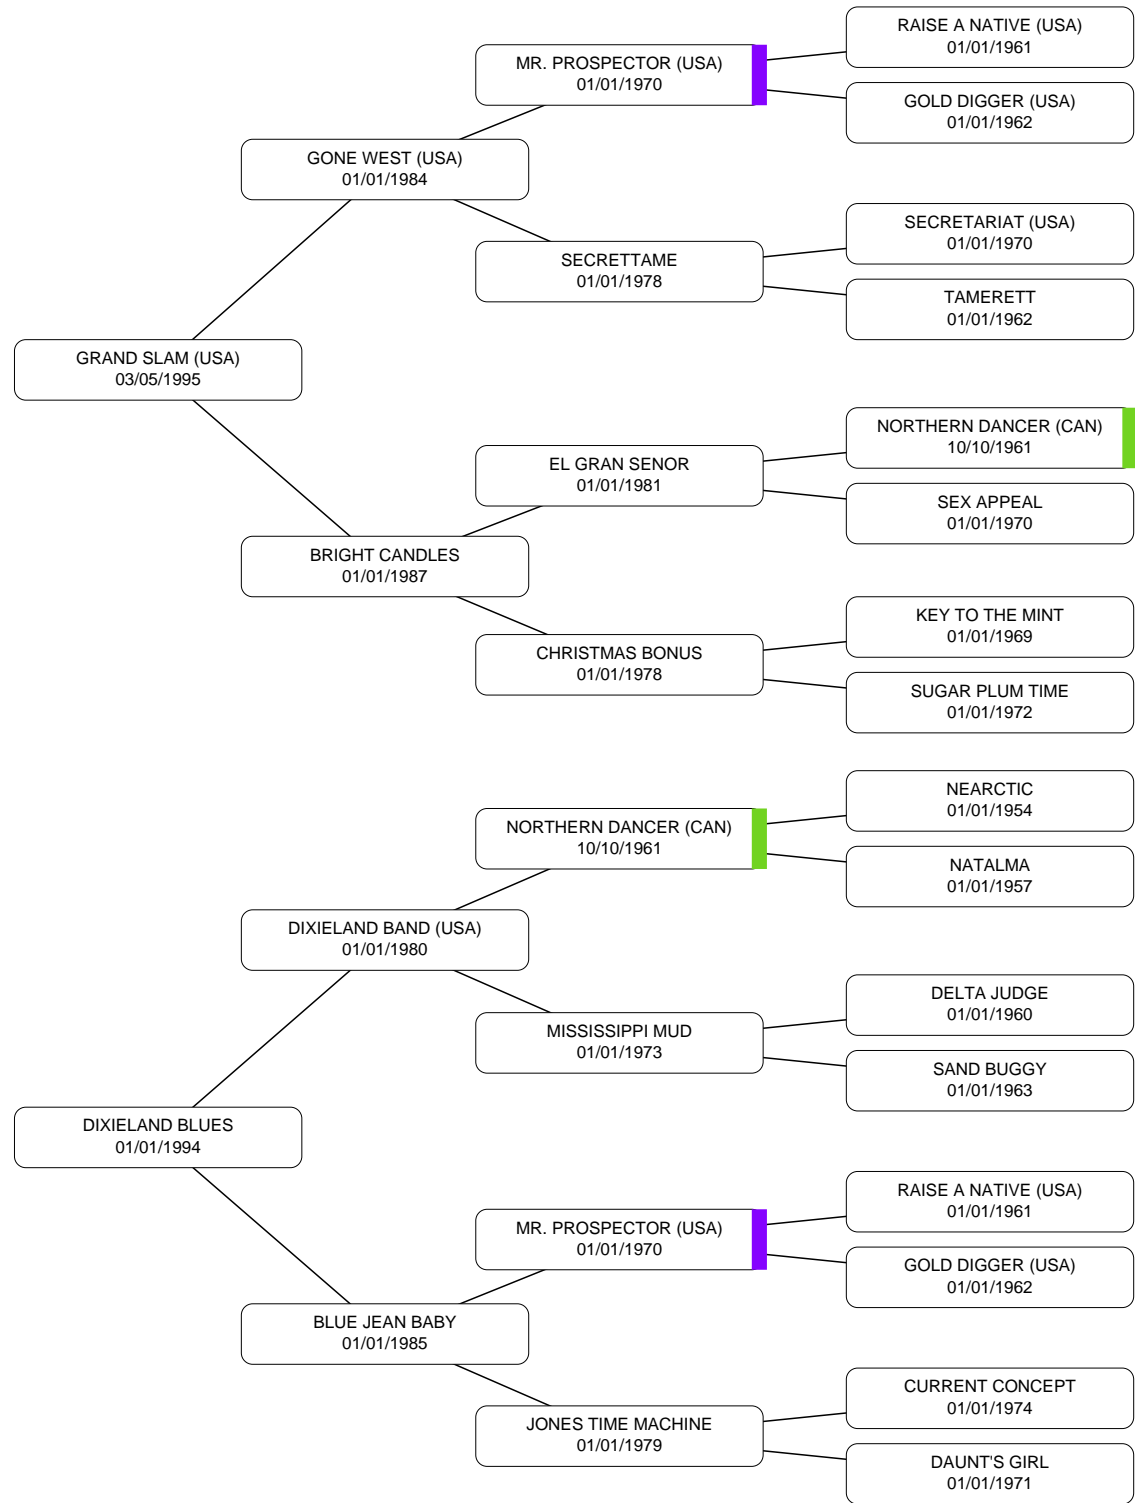 RAISE A NATIVE (USA)
01/01/1961
MR. PROSPECTOR (USA)
01/01/1970
GOLD DIGGER (USA)
01/01/1962
GONE WEST (USA)
01/01/1984
SECRETARIAT (USA)
01/01/1970
SECRETTAME
01/01/1978
TAMERETT
01/01/1962
GRAND SLAM (USA)
03/05/1995
NORTHERN DANCER (CAN)
10/10/1961
EL GRAN SENOR
01/01/1981
SEX APPEAL
01/01/1970
BRIGHT CANDLES
01/01/1987
KEY TO THE MINT
01/01/1969
CHRISTMAS BONUS
01/01/1978
SUGAR PLUM TIME
01/01/1972
NEARCTIC
01/01/1954
NORTHERN DANCER (CAN)
10/10/1961
NATALMA
01/01/1957
DIXIELAND BAND (USA)
01/01/1980
DELTA JUDGE
01/01/1960
MISSISSIPPI MUD
01/01/1973
SAND BUGGY
01/01/1963
DIXIELAND BLUES
01/01/1994
RAISE A NATIVE (USA)
01/01/1961
MR. PROSPECTOR (USA)
01/01/1970
GOLD DIGGER (USA)
01/01/1962
BLUE JEAN BABY
01/01/1985
CURRENT CONCEPT
01/01/1974
JONES TIME MACHINE
01/01/1979
DAUNT'S GIRL
01/01/1971